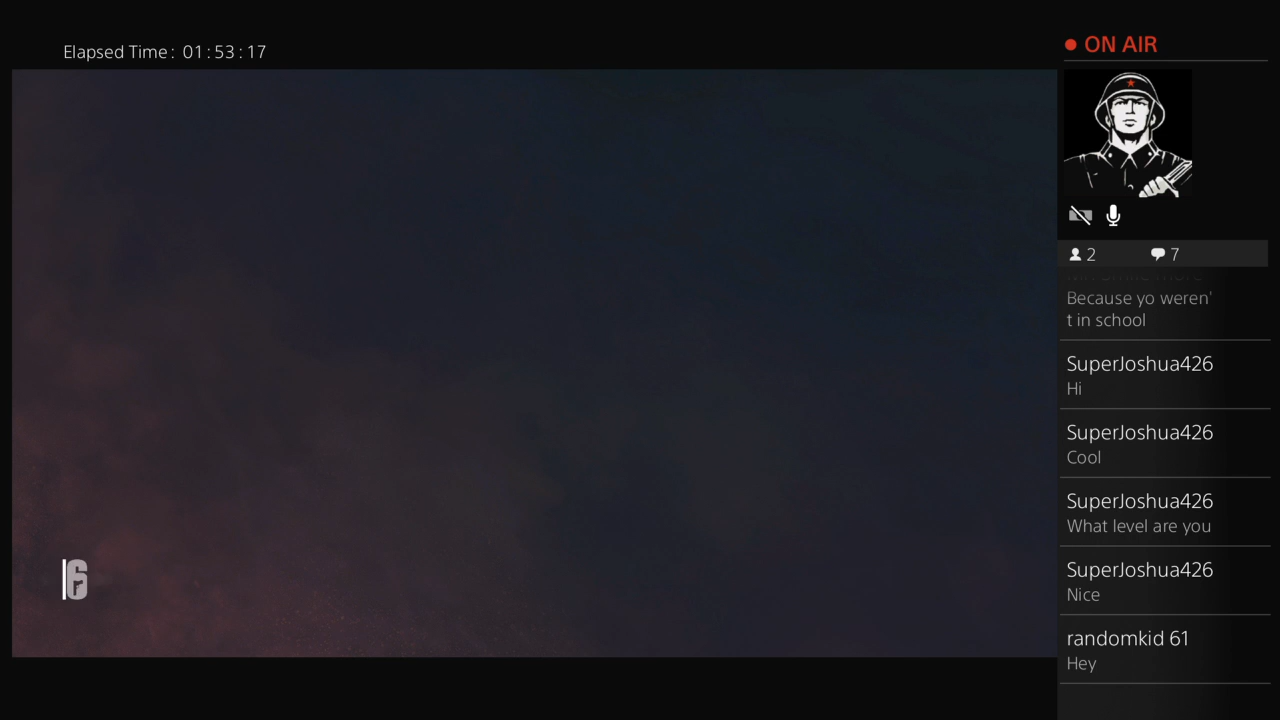 Elapsed Time: 01:53:17
ON AIR
2
7
Because yo weren'
t in school
SuperJoshua426
Hi
SuperJoshua426
Cool
SuperJoshua426
What level are you
SuperJoshua426
Nice
randomkid 61
Hey
6